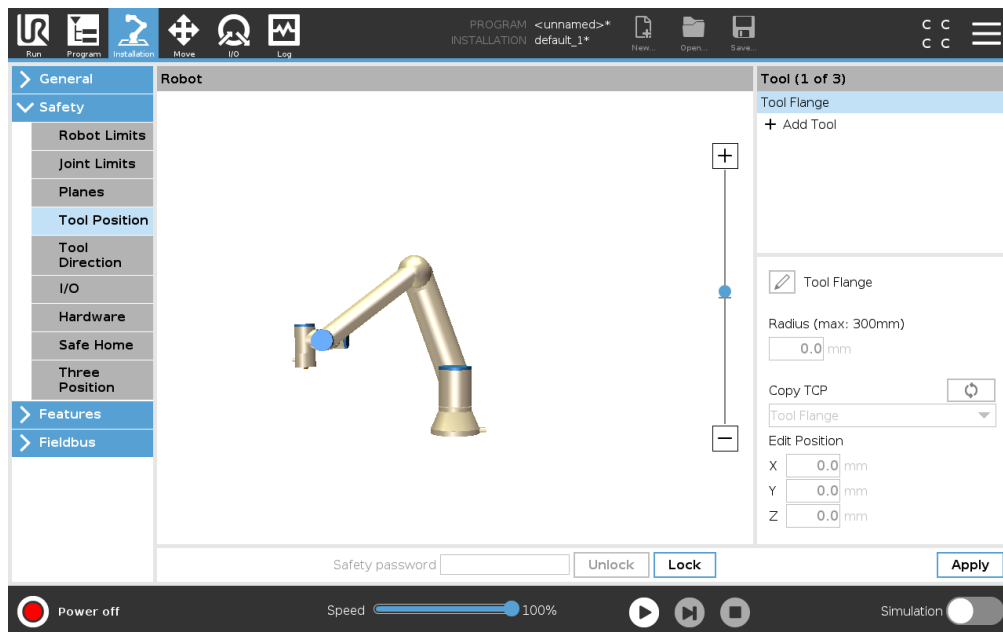 UR
Run
Program
Installation
Move
I/O
Log
PROGRAM <unnamed>*
INSTALLATION default_1*
New...
Open...
Save...
C C
C C
General
Safety
Robot Limits
Joint Limits
Planes
Tool Position
Tool
Direction
I/O
Hardware
Safe Home
Three
Position
Features
Fieldbus
Robot
Tool (1 of 3)
Tool Flange
+ Add Tool
Tool Flange
Radius (max: 300mm)
0.0 mm
Copy TCP
Tool Flange
Edit Position
X 0.0 mm
Y 0.0 mm
Z 0.0 mm
Safety password Unlock Lock
Apply
Power off
Speed 100%
Simulation